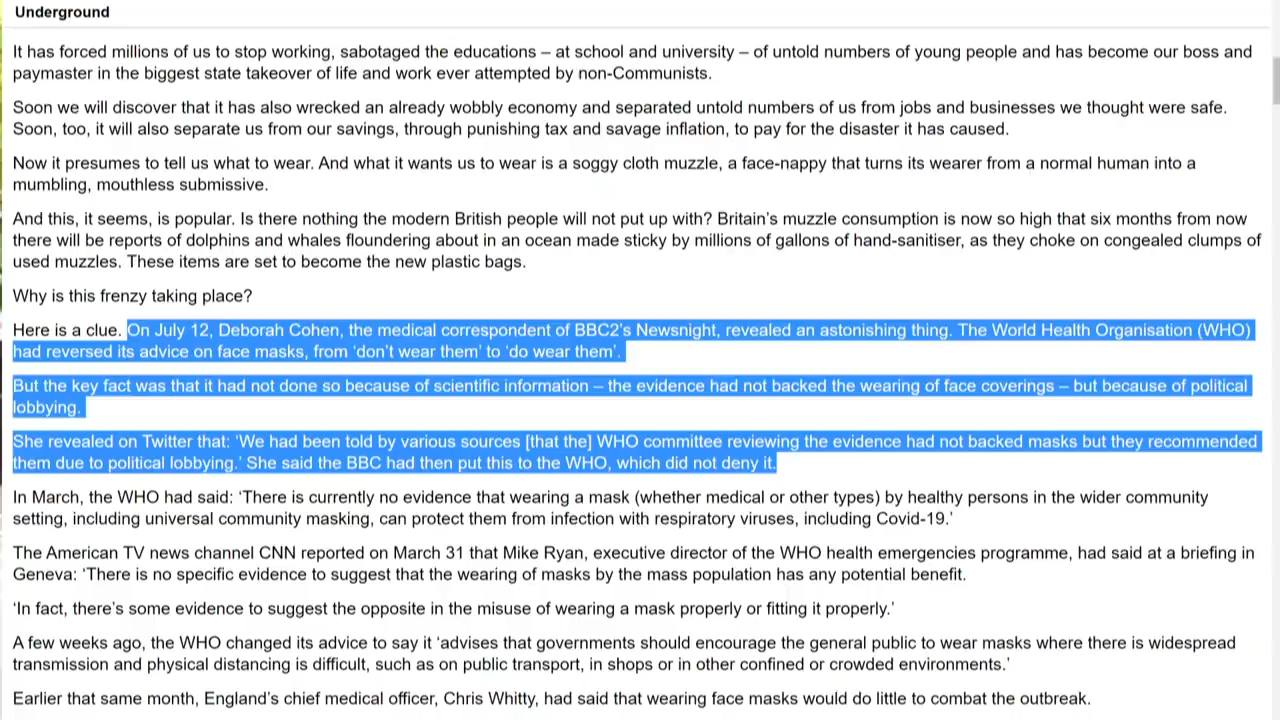 Underground
It has forced millions of us to stop working, sabotaged the educations – at school and university – of untold numbers of young people and has become our boss and
paymaster in the biggest state takeover of life and work ever attempted by non-Communists.
Soon we will discover that it has also wrecked an already wobbly economy and separated untold numbers of us from jobs and businesses we thought were safe.
Soon, too, it will also separate us from our savings, through punishing tax and savage inflation, to pay for the disaster it has caused.
Now it presumes to tell us what to wear. And what it wants us to wear is a soggy cloth muzzle, a face-nappy that turns its wearer from a normal human into a
mumbling, mouthless submissive.
And this, it seems, is popular. Is there nothing the modern British people will not put up with? Britain’s muzzle consumption is now so high that six months from now
there will be reports of dolphins and whales floundering about in an ocean made sticky by millions of gallons of hand-sanitiser, as they choke on congealed clumps of
used muzzles. These items are set to become the new plastic bags.
Why is this frenzy taking place?
Here is a clue. On July 12, Deborah Cohen, the medical correspondent of BBC2’s Newsnight, revealed an astonishing thing. The World Health Organisation (WHO)
had reversed its advice on face masks, from ‘don’t wear them’ to ‘do wear them’.
But the key fact was that it had not done so because of scientific information – the evidence had not backed the wearing of face coverings – but because of political
lobbying.
She revealed on Twitter that: ‘We had been told by various sources [that the] WHO committee reviewing the evidence had not backed masks but they recommended
them due to political lobbying.’ She said the BBC had then put this to the WHO, which did not deny it.
In March, the WHO had said: ‘There is currently no evidence that wearing a mask (whether medical or other types) by healthy persons in the wider community
setting, including universal community masking, can protect them from infection with respiratory viruses, including Covid-19.’
The American TV news channel CNN reported on March 31 that Mike Ryan, executive director of the WHO health emergencies programme, had said at a briefing in
Geneva: ‘There is no specific evidence to suggest that the wearing of masks by the mass population has any potential benefit.
‘In fact, there’s some evidence to suggest the opposite in the misuse of wearing a mask properly or fitting it properly.’
A few weeks ago, the WHO changed its advice to say it ‘advises that governments should encourage the general public to wear masks where there is widespread
transmission and physical distancing is difficult, such as on public transport, in shops or in other confined or crowded environments.’
Earlier that same month, England’s chief medical officer, Chris Whitty, had said that wearing face masks would do little to combat the outbreak.